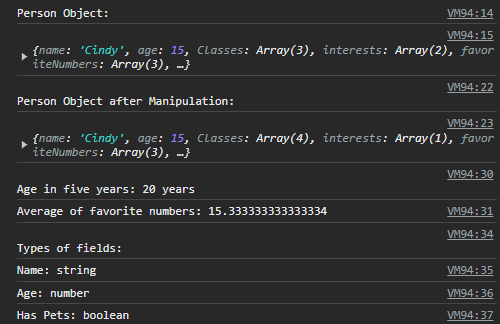 Person Object: VM94:14
VM94:15
{name: 'Cindy', age: 15, Classes: Array(3), interests: Array(2), favor
iteNumbers: Array(3), …}
VM94:22
Person Object after Manipulation:
VM94:23
{name: 'Cindy', age: 15, Classes: Array(4), interests: Array(1), favor
iteNumbers: Array(3), …}
VM94:30
Age in five years: 20 years
Average of favorite numbers: 15.333333333333334 VM94:31
VM94:34
Types of fields:
Name: string VM94:35
Age: number VM94:36
Has Pets: boolean VM94:37